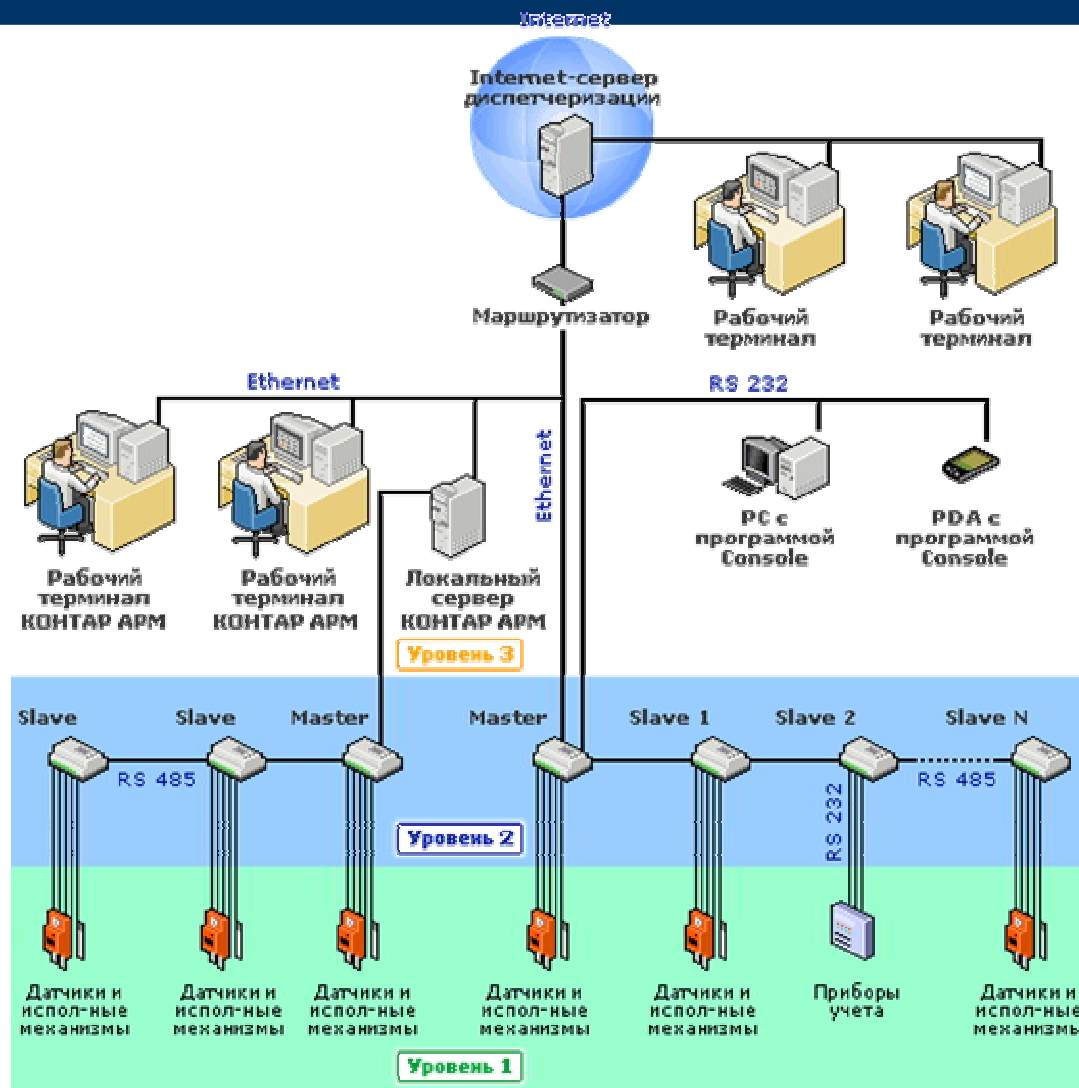 Internet
Internet-сервер
диспетчеризации
Маршрутизатор
Рабочий
терминал
Рабочий
терминал
Ethernet
RS 232
Ethernet
PC с
программой
Console
PDA с
программой
Console
Рабочий
терминал
КОНТАР АРМ
Рабочий
терминал
КОНТАР АРМ
Локальный
сервер
КОНТАР АРМ
Уровень 3
Slave
Slave
Master
Master
Slave 1
Slave 2
Slave N
RS 485
RS 232
RS 485
Уровень 2
Датчики и
испол-ные
механизмы
Датчики и
испол-ные
механизмы
Датчики и
испол-ные
механизмы
Датчики и
испол-ные
механизмы
Датчики и
испол-ные
механизмы
Приборы
учета
Датчики и
испол-ные
механизмы
Уровень 1